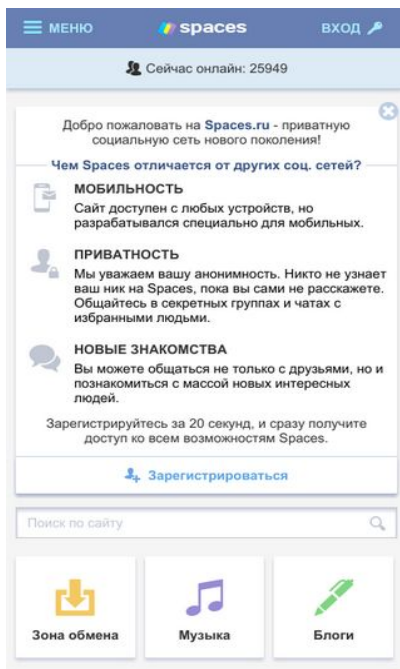 МЕНЮ spaces ВХОД
Сейчас онлайн: 25949
Добро пожаловать на Spaces.ru - приватную
социальную сеть нового поколения!
Чем Spaces отличается от других соц. сетей?
МОБИЛЬНОСТЬ
Сайт доступен с любых устройств, но
разрабатывался специально для мобильных.
ПРИВАТНОСТЬ
Мы уважаем вашу анонимность. Никто не узнает
ваш ник на Spaces, пока вы сами не расскажете.
Общайтесь в секретных группах и чатах с
избранными людьми.
НОВЫЕ ЗНАКОМСТВА
Вы можете общаться не только с друзьями, но и
познакомиться с массой новых интересных
людей.
Зарегистрируйтесь за 20 секунд, и сразу получите
доступ ко всем возможностям Spaces.
Зарегистрироваться
Поиск по сайту
Зона обмена Музыка Блоги